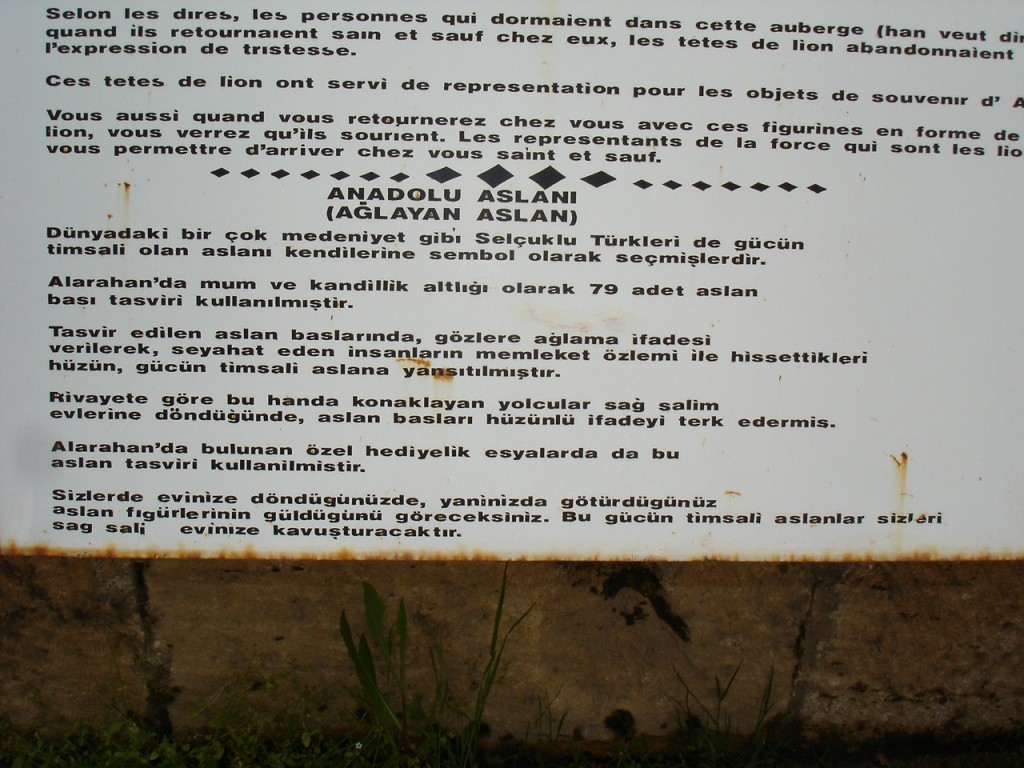 Selon les dires, les personnes qui dormaient dans cette auberge (han veut
quand ils retournaient sain et sauf chez eux, les tetes de lion abandonnaient
l'expression de tristesse.
Ces tetes de lion ont servi de representation pour les objets de souvenir d'
Vous aussi quand vous retournerez chez vous avec ces figurines en forme de
lion, vous verrez qu'ils sourient. Les representants de la force qui sont les
vous permettre d'arriver chez vous saint et sauf.
ANADOLU ASLANI
(AĞLAYAN ASLAN)
Dünyadaki bir çok medeniyet gibi Selçuklu Türkleri de gücün
timsali olan aslanı kendilerine sembol olarak seçmişlerdir.
Alarahan'da mum ve kandillik altlığı olarak 79 adet aslan
bası tasviri kullanılmıştir.
Tasvir edilen aslan baslarında, gözlere ağlama ifadesi
verilerek, seyahat eden insanların memleket özlemi ile hissettikleri
hüzün, gücün timsali aslana yansıtılmıştır.
Rivayete göre bu handa konaklayan yolcular sağ salim
evlerine döndüğünde, aslan basları hüzünlü ifadeyi terk edermis.
Alarahan'da bulunan özel hediyelik esyalarda da bu
aslan tasviri kullanilmistir.
Sizlerde evinize döndügünüzde, yaninizda götürdügünüz
aslan figürlerinin güldügünü göreceksiniz. Bu gücün timsali aslanlar sizleri
sag sali evinize kavuşturacaktır.